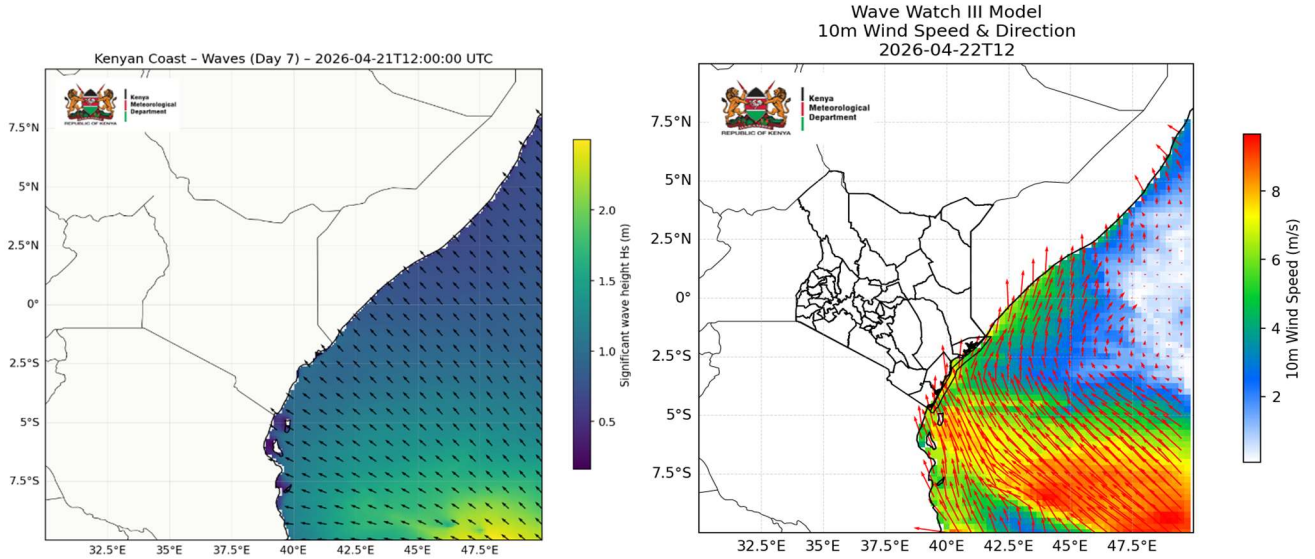 Kenyan Coast – Waves (Day 7) – 2026-04-21T12:00:00 UTC
Kenya
Meteorological
Department
REPUBLIC OF KENYA
7.5°N
5°N
2.5°N
0°
2.5°S
5°S
7.5°S
32.5°E
35°E
37.5°E
40°E
42.5°E
45°E
47.5°E
2.0
1.5
1.0
0.5
Significant wave height Hs (m)
Wave Watch III Model
10m Wind Speed & Direction
2026-04-22T12
Kenya
Meteorological
Department
REPUBLIC OF KENYA
7.5°N
5°N
2.5°N
0°
2.5°S
5°S
7.5°S
32.5°E
35°E
37.5°E
40°E
42.5°E
45°E
47.5°E
8
6
4
2
10m Wind Speed (m/s)